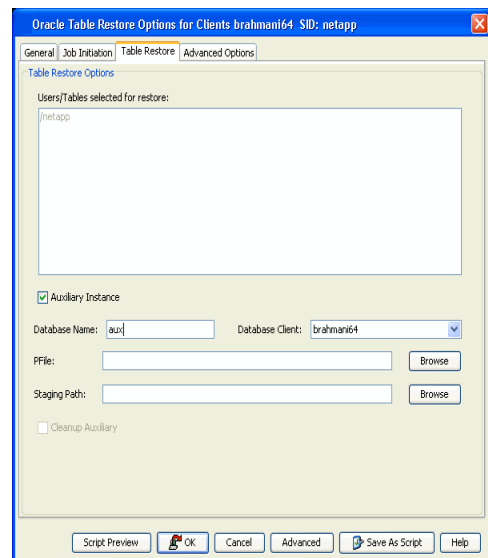 Oracle Table Restore Options for Clients brahmani64 SID: netapp
General Job Initiation Table Restore Advanced Options
Table Restore Options
Users/Tables selected for restore:
/netapp
Auxiliary Instance
Database Name: aux Database Client: brahmani64
PFile: Browse
Staging Path: Browse
Cleanup Auxiliary
Script Preview OK Cancel Advanced Save As Script Help